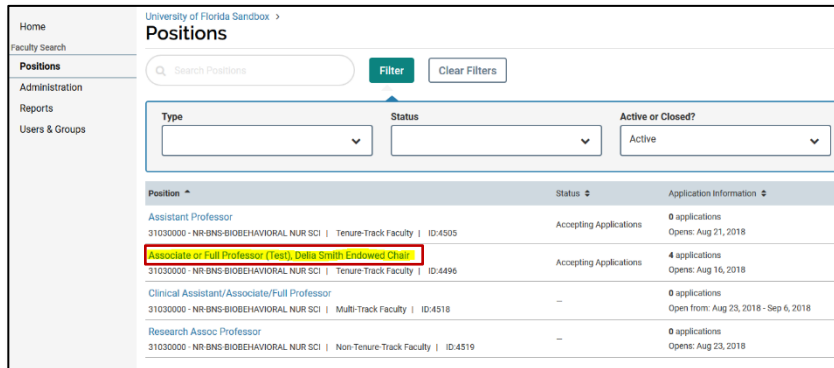 Home
Faculty Search
Positions
Administration
Reports
Users & Groups
University of Florida Sandbox >
Positions
Search Positions
Filter
Clear Filters
Type
Status
Active or Closed?
Active
Position
Status
Application Information
Assistant Professor
31030000 - NR-BNS-BIOBEHAVIORAL NUR SCI | Tenure-Track Faculty | ID:4505
Accepting Applications
0 applications
Opens: Aug 21, 2018
Associate or Full Professor (Test), Delia Smith Endowed Chair
31030000 - NR-BNS-BIOBEHAVIORAL NUR SCI | Tenure-Track Faculty | ID:4496
Accepting Applications
4 applications
Opens: Aug 16, 2018
Clinical Assistant/Associate/Full Professor
31030000 - NR-BNS-BIOBEHAVIORAL NUR SCI | Multi-Track Faculty | ID:4518
--
0 applications
Open from: Aug 23, 2018 - Sep 6, 2018
Research Assoc Professor
31030000 - NR-BNS-BIOBEHAVIORAL NUR SCI | Non-Tenure-Track Faculty | ID:4519
--
0 applications
Opens: Aug 23, 2018